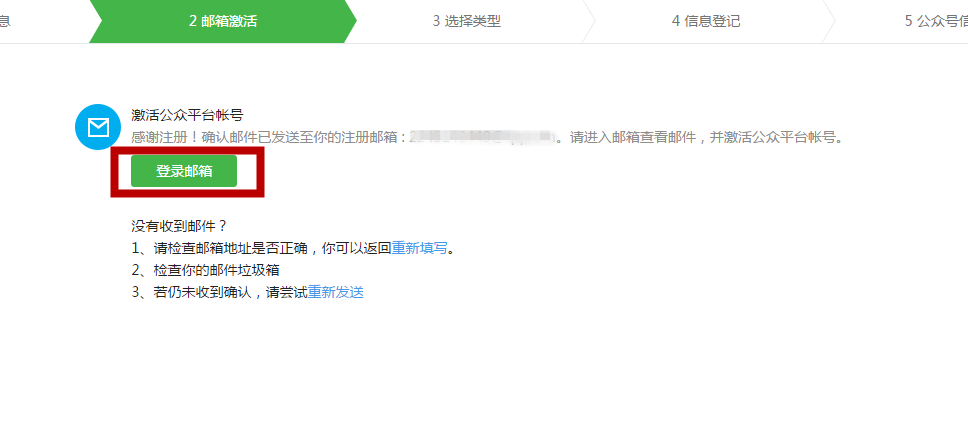 息
2 邮箱激活
3 选择类型
4 信息登记
5 公众号信
激活公众平台帐号
感谢注册！确认邮件已发送至你的注册邮箱：。请进入邮箱查看邮件，并激活公众平台帐号。
登录邮箱
没有收到邮件？
1、请检查邮箱地址是否正确，你可以返回重新填写。
2、检查你的邮件垃圾箱
3、若仍未收到确认，请尝试重新发送